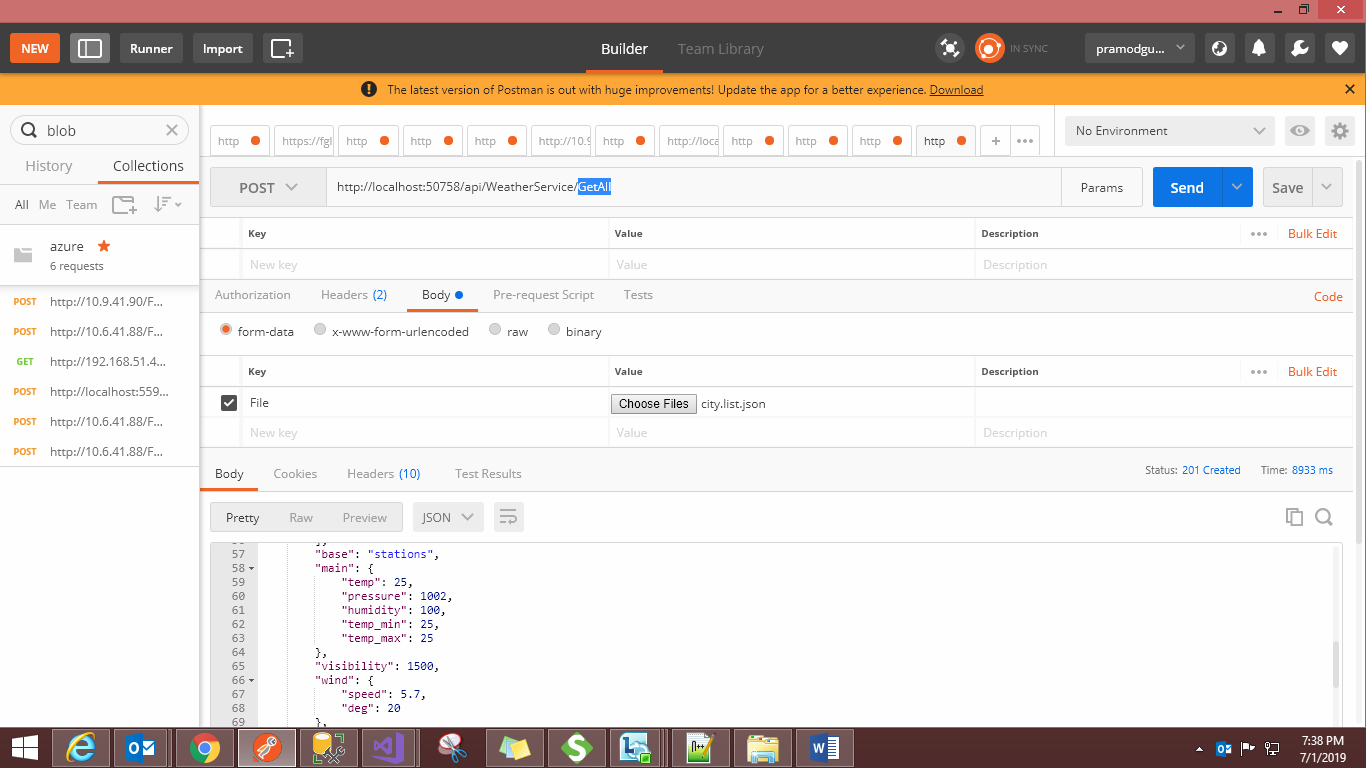 NEW Runner Import Builder Team Library IN SYNC pramodgu...
The latest version of Postman is out with huge improvements! Update the app for a better experience. Download
blob
History Collections
All Me Team
azure
6 requests
POST http://10.9.41.90/F...
POST http://10.6.41.88/F...
GET http://192.168.51.4...
POST http://localhost:559...
POST http://10.6.41.88/F...
POST http://10.6.41.88/F...
http https://fgl http http http http://10.9 http http://loca http http http http + ••• No Environment
POST http://localhost:50758/api/WeatherService/GetAll Params Send Save
Key Value Description ••• Bulk Edit
New key Value Description
Authorization Headers (2) Body Pre-request Script Tests Code
form-data x-www-form-urlencoded raw binary
Key Value Description ••• Bulk Edit
File Choose Files city.list.json
New key Value Description
Body Cookies Headers (10) Test Results Status: 201 Created Time: 8933 ms
Pretty Raw Preview JSON
57 "base": "stations",
58 "main": {
59 "temp": 25,
60 "pressure": 1002,
61 "humidity": 100,
62 "temp_min": 25,
63 "temp_max": 25
64 },
65 "visibility": 1500,
66 "wind": {
67 "speed": 5.7,
68 "deg": 20
69 },
7:38 PM
7/1/2019